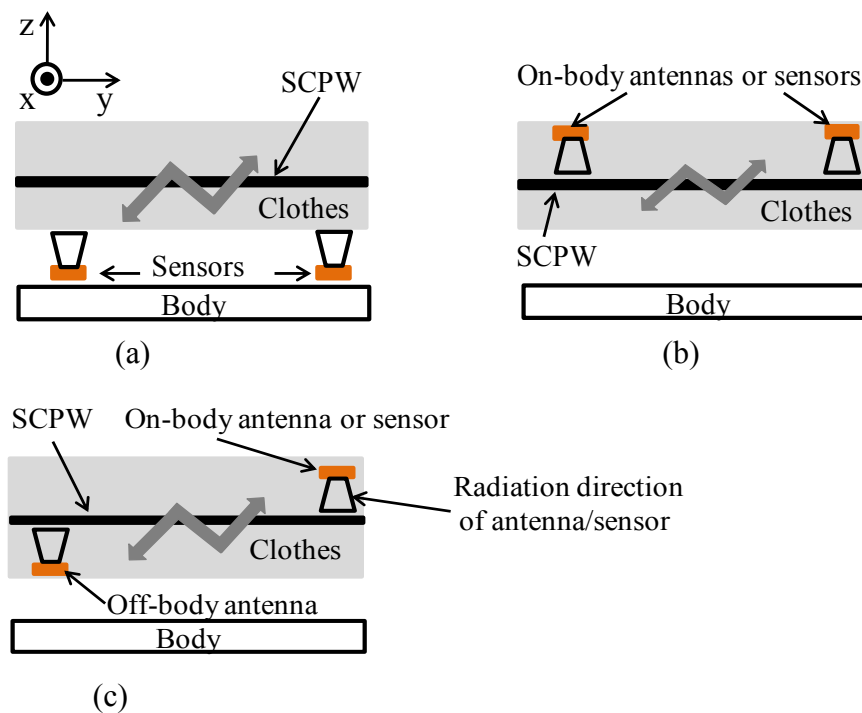 z
x
y
SCPW
Clothes
Sensors
Body
(a)
On-body antennas or sensors
Clothes
SCPW
Body
(b)
SCPW
On-body antenna or sensor
Radiation direction
of antenna/sensor
Clothes
Off-body antenna
Body
(c)